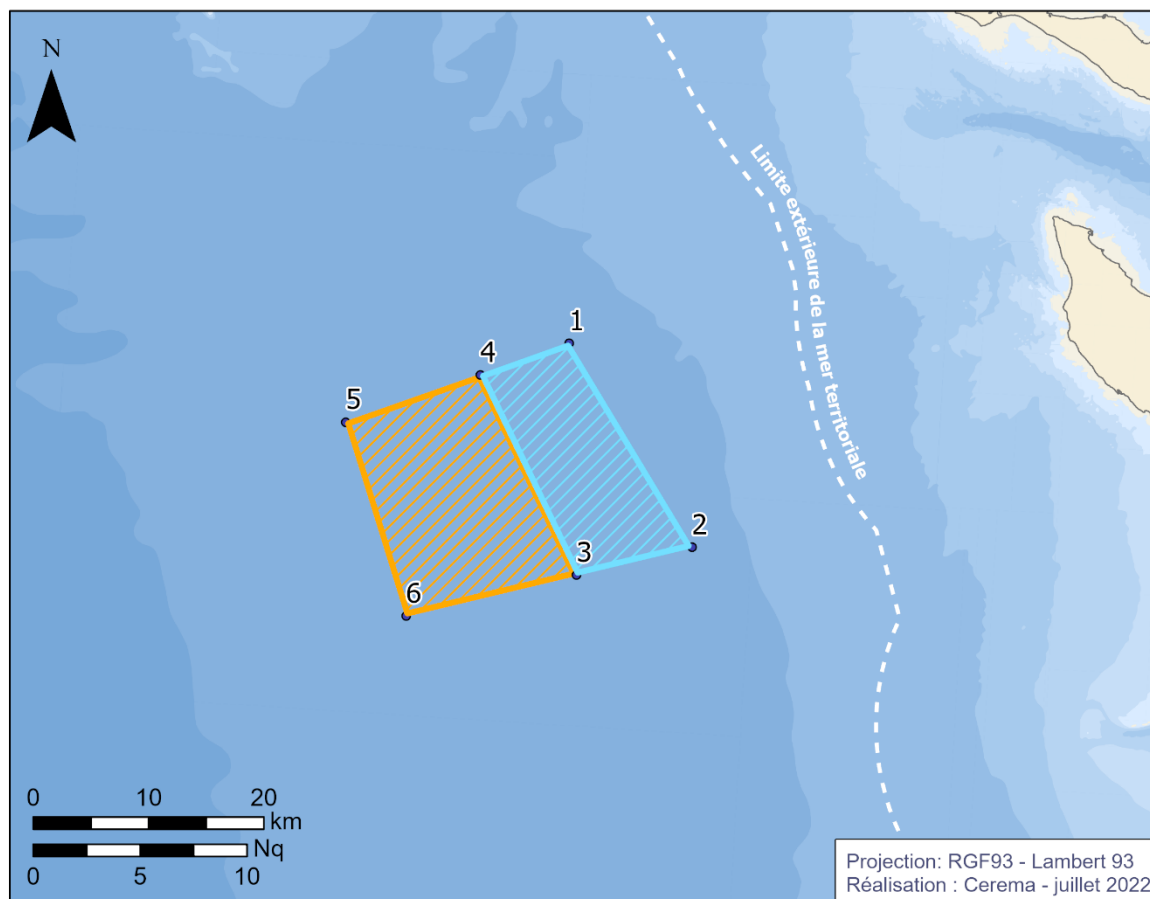 N
Limite extérieure de la mer territoriale
1
4
5
2
3
6
0 10 20
km
Nq
0 5 10
Projection: RGF93 - Lambert 93
Réalisation : Cerema - juillet 2022